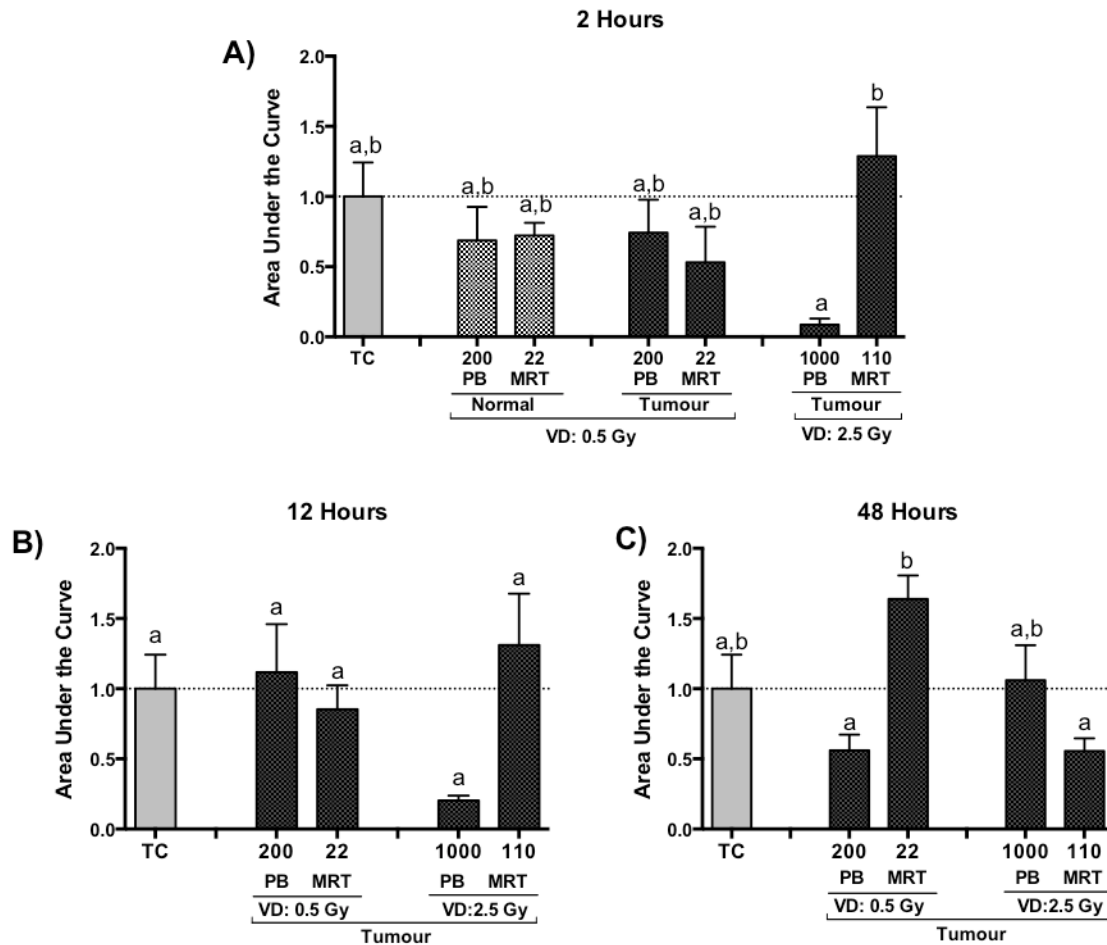 2 Hours
A)
Area Under the Curve
2.0
1.5
1.0
0.5
0.0
a,b
a,b
a,b
a,b
a,b
a
b
TC
200 22 200 22 1000 110
PB MRT PB MRT PB MRT
Normal Tumour Tumour
VD: 0.5 Gy VD: 2.5 Gy
12 Hours
B)
Area Under the Curve
2.0
1.5
1.0
0.5
0.0
a
a
a
a
a
TC 200 22 1000 110
PB MRT PB MRT
VD: 0.5 Gy VD:2.5 Gy
Tumour
48 Hours
C)
Area Under the Curve
2.0
1.5
1.0
0.5
0.0
a,b
a
b
a,b
a
TC 200 22 1000 110
PB MRT PB MRT
VD: 0.5 Gy VD:2.5 Gy
Tumour